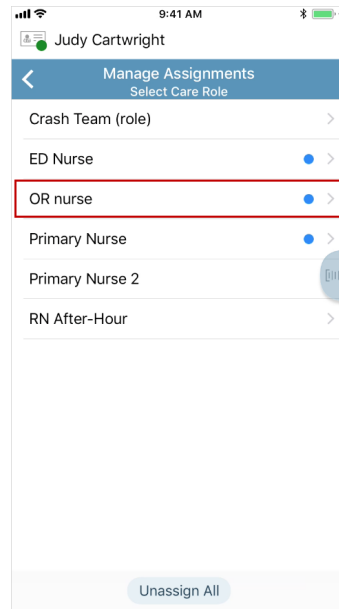 9:41 AM
Judy Cartwright
Manage Assignments
Select Care Role
Crash Team (role)
ED Nurse
OR nurse
Primary Nurse
Primary Nurse 2
RN After-Hour
Unassign All